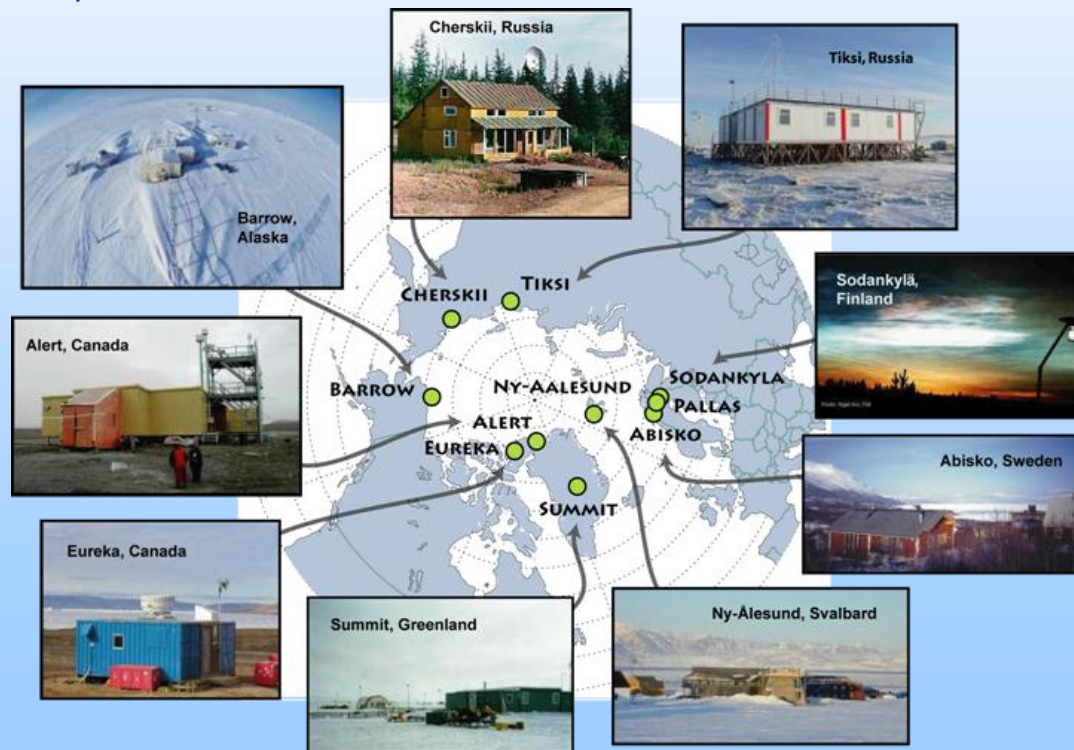 Cherskii, Russia
Tiksi, Russia
Barrow,
Alaska
Sodankylä,
Finland
TIKSI
CHERSKII
Alert, Canada
BARROW
NY-AALESUND
SODANKYLA
PALLAS
ALERT
ABISKO
EUREKA
Abisko, Sweden
SUMMIT
Eureka, Canada
Summit, Greenland
Ny-Ålesund, Svalbard